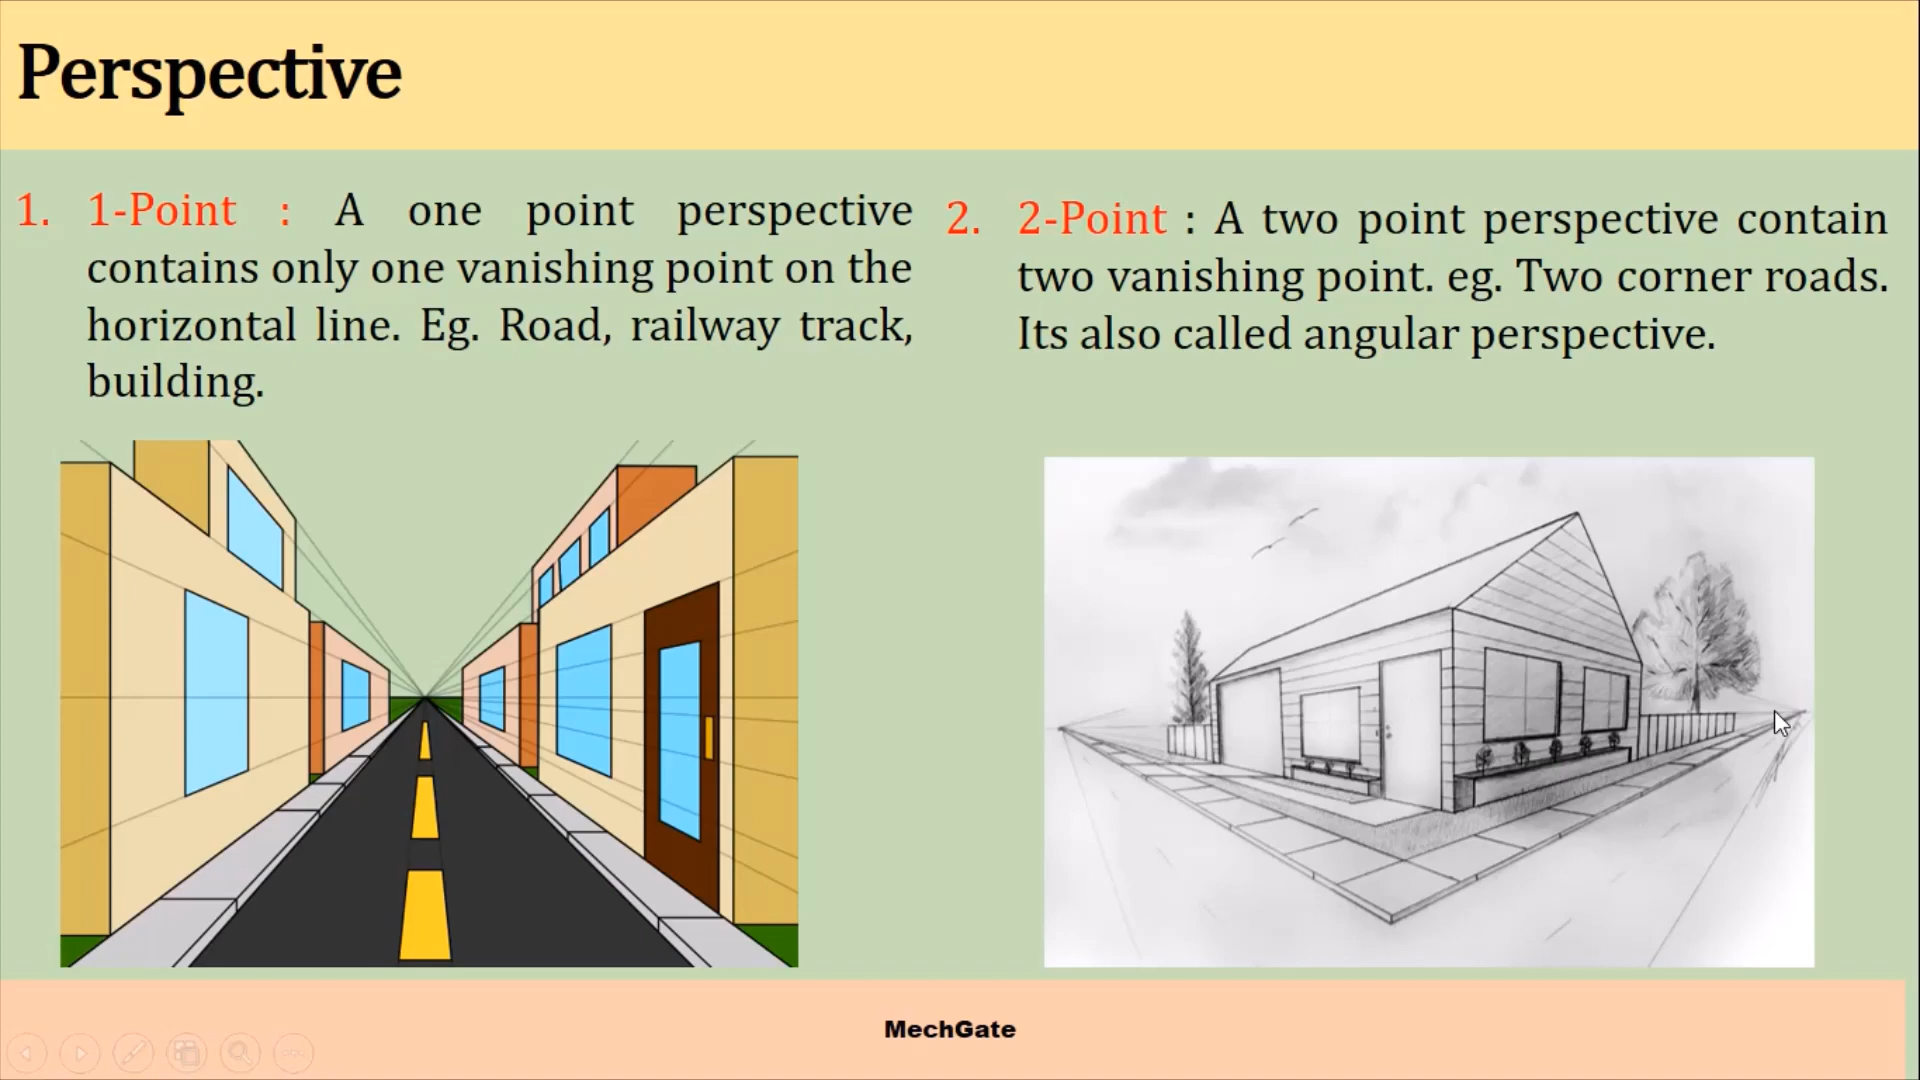 Perspective
1. 1-Point : A one point perspective
contains only one vanishing point on the
horizontal line. Eg. Road, railway track,
building.
2. 2-Point : A two point perspective contain
two vanishing point. eg. Two corner roads.
Its also called angular perspective.
MechGate